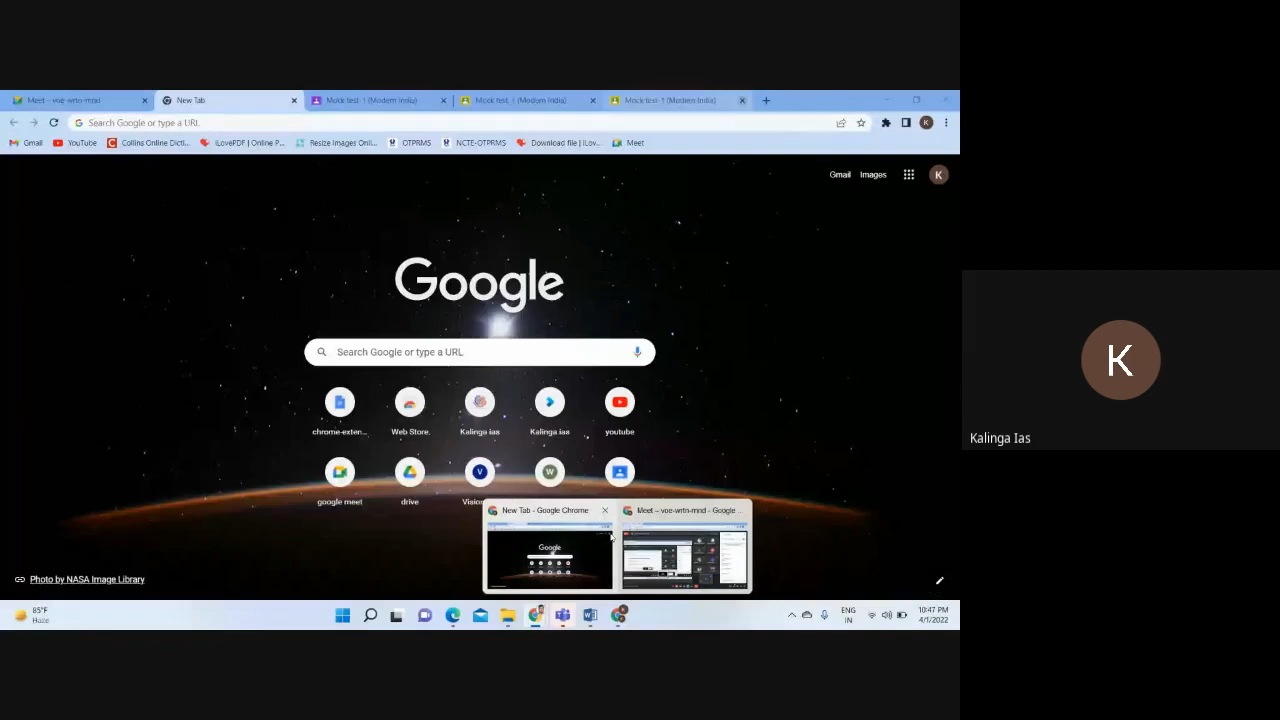 Meet – voe-wrtn-mnd
New Tab
Mock test- 1 (Modern India)
Mock test- 1 (Modern India)
Mock test- 1 (Modern India)
Search Google or type a URL
K
Gmail
YouTube
Collins Online Dicti...
iLovePDF | Online P...
Resize Images Onli...
OTPRMS
NCTE-OTPRMS
Download file | iLov...
Meet
Gmail
Images
K
Google
Search Google or type a URL
chrome-exten...
Web Store.
Kalinga ias
Kalinga ias
youtube
V
W
google meet
drive
Vision
New Tab - Google Chrome
Meet – voe-wrtn-mnd - Google ...
Google
Photo by NASA Image Library
85°F
Haze
ENG
IN
10:47 PM
4/1/2022
K
Kalinga Ias